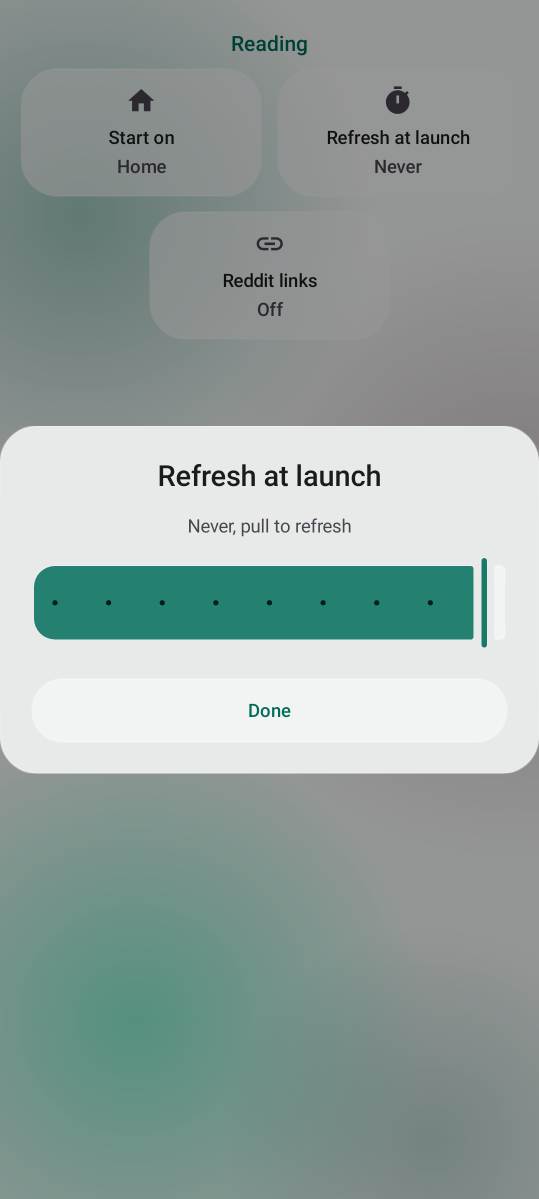 Reading
Start on
Home
Refresh at launch
Never
Reddit links
Off
Refresh at launch
Never, pull to refresh
Done